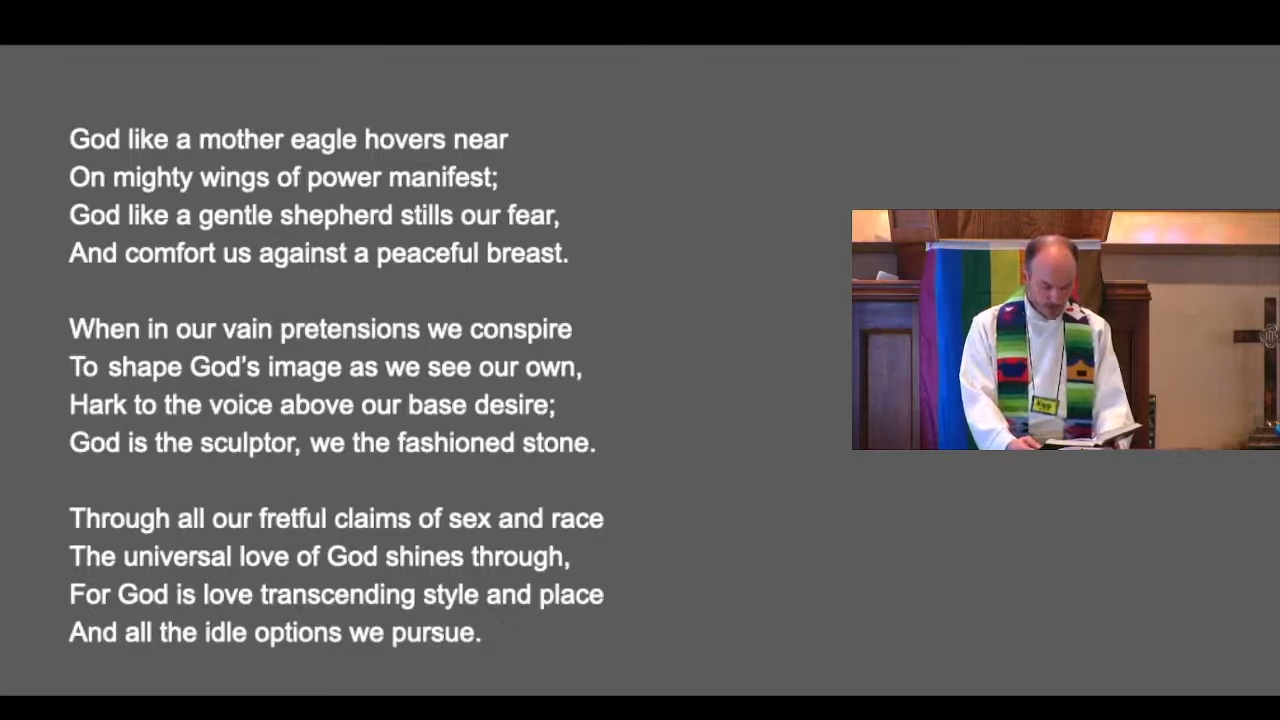 God like a mother eagle hovers near
On mighty wings of power manifest;
God like a gentle shepherd stills our fear,
And comfort us against a peaceful breast.
When in our vain pretensions we conspire
To shape God's image as we see our own,
Hark to the voice above our base desire;
God is the sculptor, we the fashioned stone.
Through all our fretful claims of sex and race
The universal love of God shines through,
For God is love transcending style and place
And all the idle options we pursue.